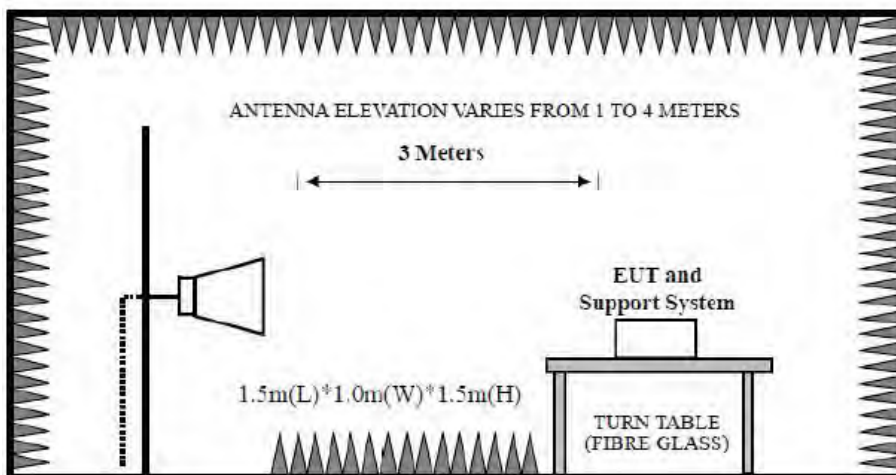 ANTENNA ELEVATION VARIES FROM 1 TO 4 METERS
3 Meters
EUT and
Support System
1.5m(L)*1.0m(W)*1.5m(H)
TURN TABLE
(FIBRE GLASS)